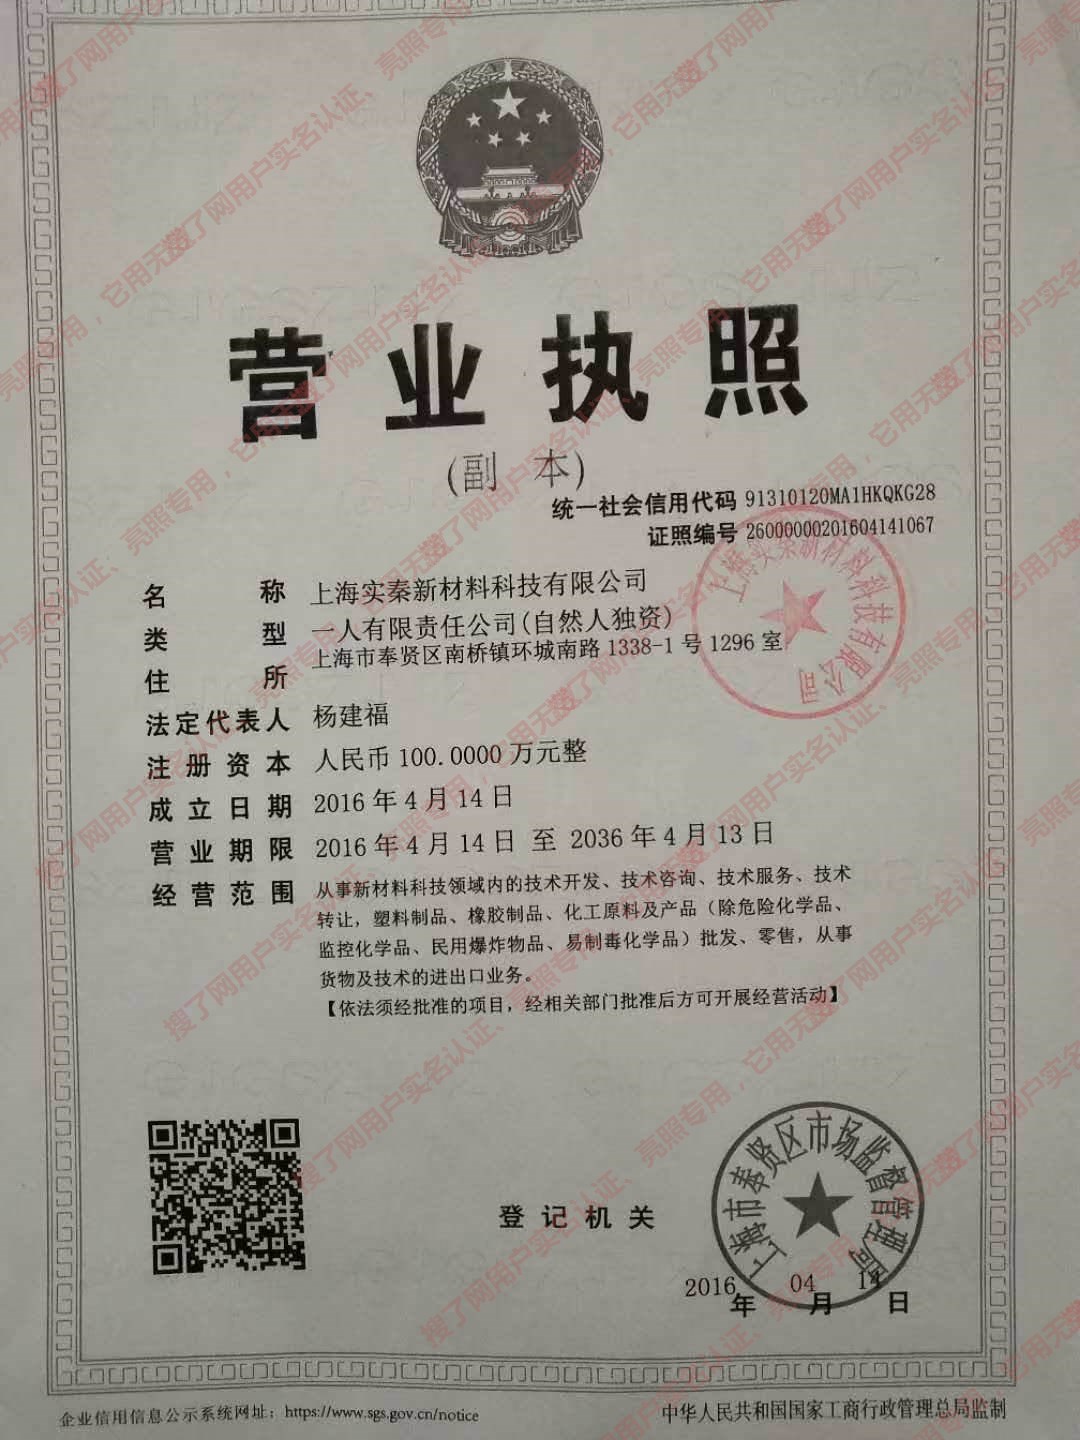 营业执照
(副 本)
统一社会信用代码 91310120MA1HKQKG28
证照编号 26000000201604141067
名 称 上海实秦新材料科技有限公司
类 型 一人有限责任公司(自然人独资)
住 所 上海市奉贤区南桥镇环城南路1338-1号1296室
法定代表人 杨建福
注册资本 人民币100.0000万元整
成立日期 2016年4月14日
营业期限 2016年4月14日 至 2036年4月13日
经营范围 从事新材料科技领域内的技术开发、技术咨询、技术服务、技术
转让，塑料制品、橡胶制品、化工原料及产品（除危险化学品、
监控化学品、民用爆炸物品、易制毒化学品）批发、零售，从事
货物及技术的进出口业务。
【依法须经批准的项目，经相关部门批准后方可开展经营活动】
上海实秦新材料科技有限公司
登记机关
上海市奉贤区市场监督管理局
2016年 04月 14日
企业信用信息公示系统网址：https://www.sgs.gov.cn/notice
中华人民共和国国家工商行政管理总局监制
搜了网用户实名认证、亮照专用，它用无效